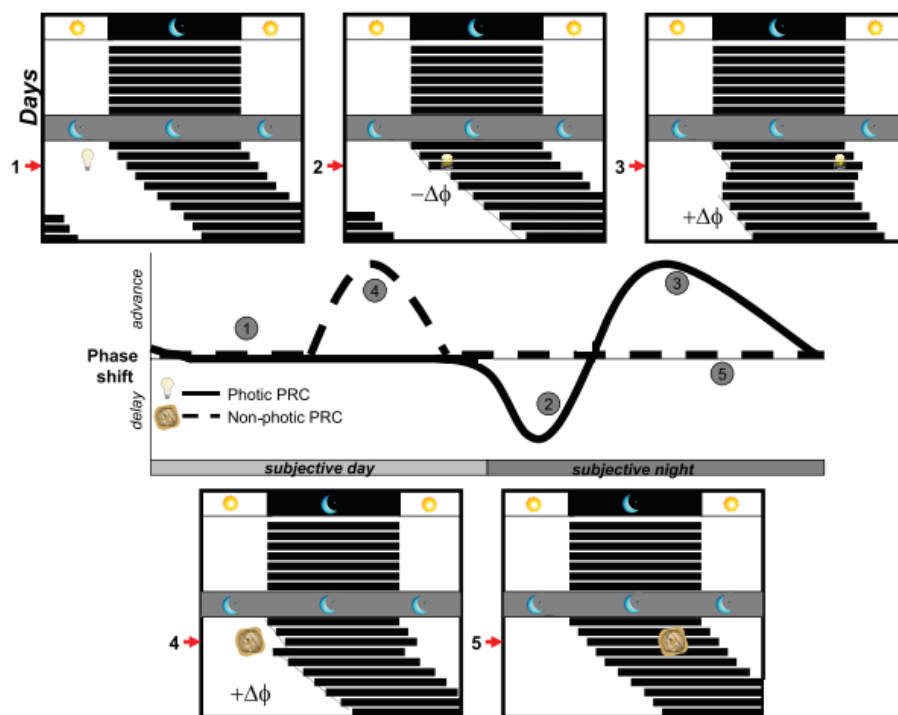 Days
1
2
3
−Δϕ
+Δϕ
advance
Phase
shift
delay
1
4
3
2
5
Photic PRC
Non-photic PRC
subjective day
subjective night
4
5
+Δϕ